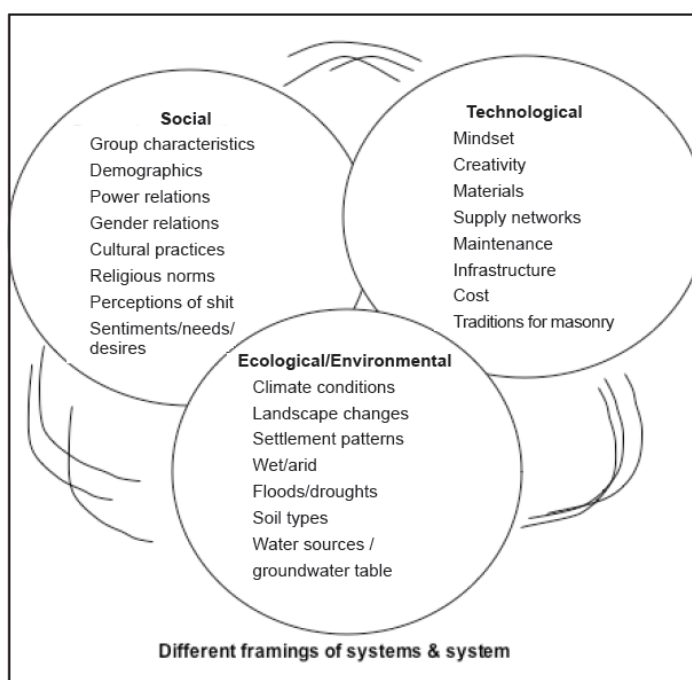 Social
Group characteristics
Demographics
Power relations
Gender relations
Cultural practices
Religious norms
Perceptions of shit
Sentiments/needs/
desires
Technological
Mindset
Creativity
Materials
Supply networks
Maintenance
Infrastructure
Cost
Traditions for masonry
Ecological/Environmental
Climate conditions
Landscape changes
Settlement patterns
Wet/arid
Floods/droughts
Soil types
Water sources /
groundwater table
Different framings of systems & system